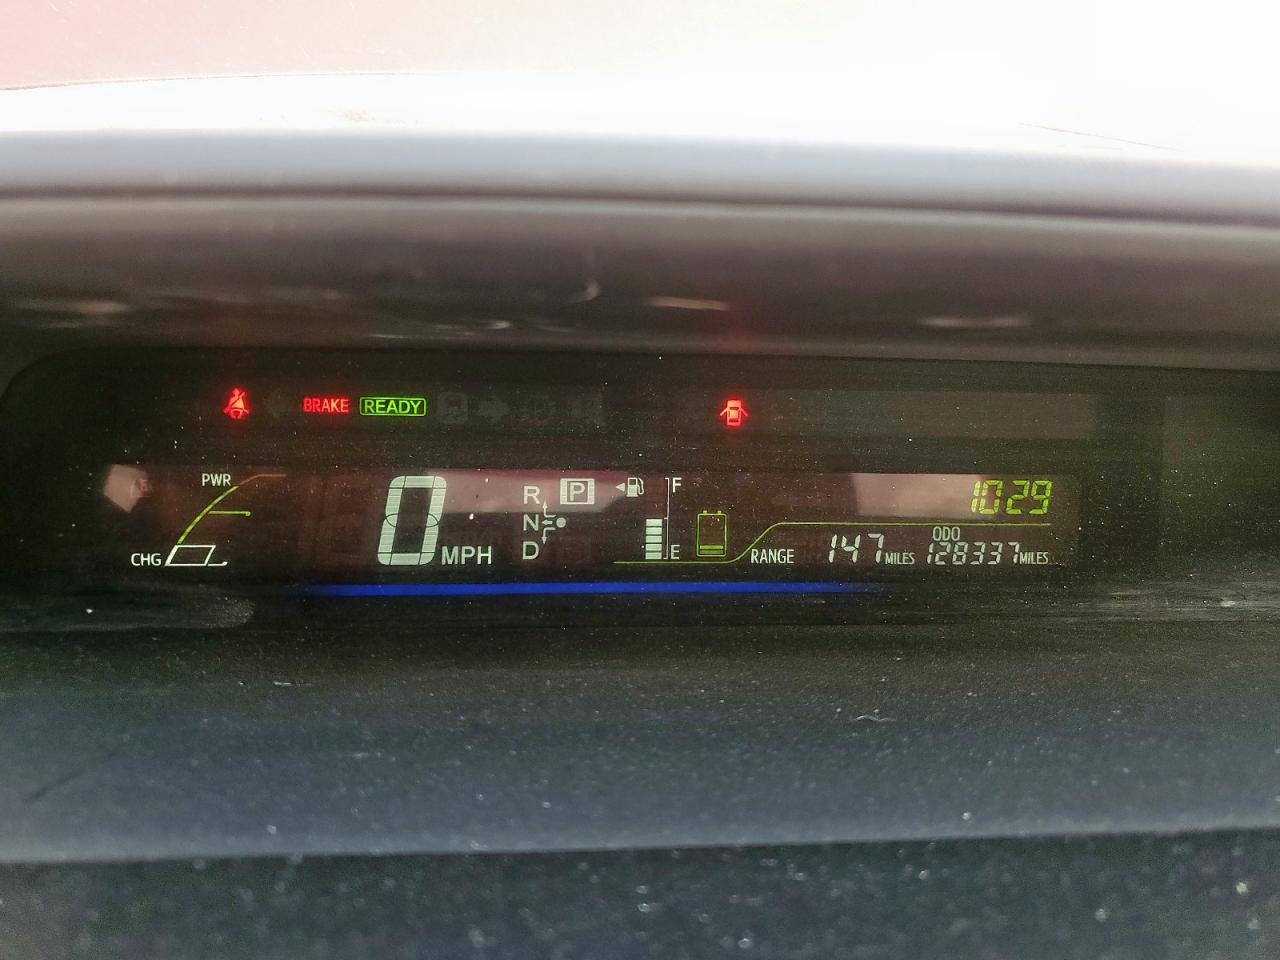 BRAKE READY
PWR
CHG
0 MPH
R
P
N
D
F
E
10 29
RANGE 147 MILES
ODO
128337 MILES